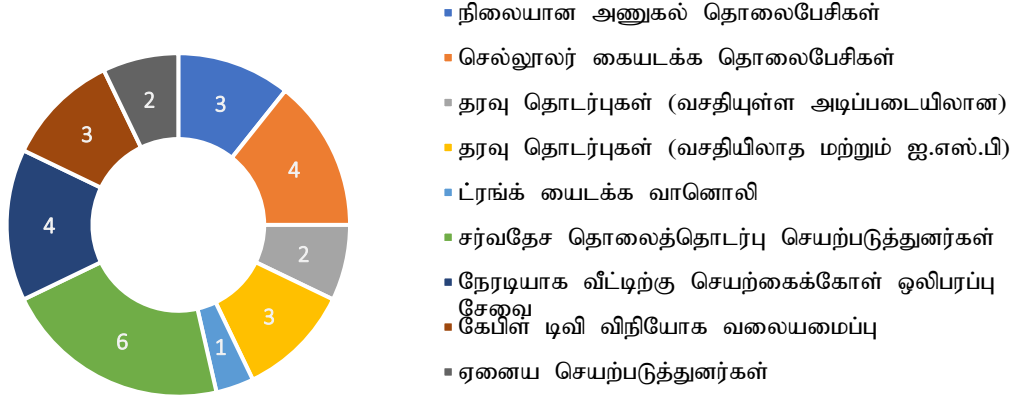 நிலையான அணுகல் தொலைபேசிகள்
செல்லூலர் கையடக்க தொலைபேசிகள்
தரவு தொடர்புகள் (வசதியுள்ள அடிப்படையிலான)
தரவு தொடர்புகள் (வசதியிலாத மற்றும் ஐ.எஸ்.பி)
ட்ரங்க் யைடக்க வானொலி
சர்வதேச தொலைத்தொடர்பு செயற்படுத்துனர்கள்
நேரடியாக வீட்டிற்கு செயற்கைக்கோள் ஒலிபரப்பு
சேவை
கேபிள் டிவி விநியோக வலையமைப்பு
ஏனைய செயற்படுத்துனர்கள்
3
4
2
3
1
6
4
3
2